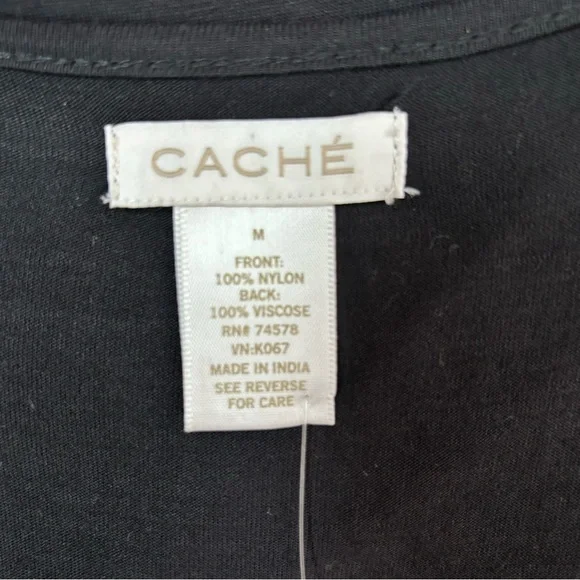 CACHÉ
M
FRONT:
100% NYLON
BACK:
100% VISCOSE
RN# 74578
VN:K067
MADE IN INDIA
SEE REVERSE
FOR CARE